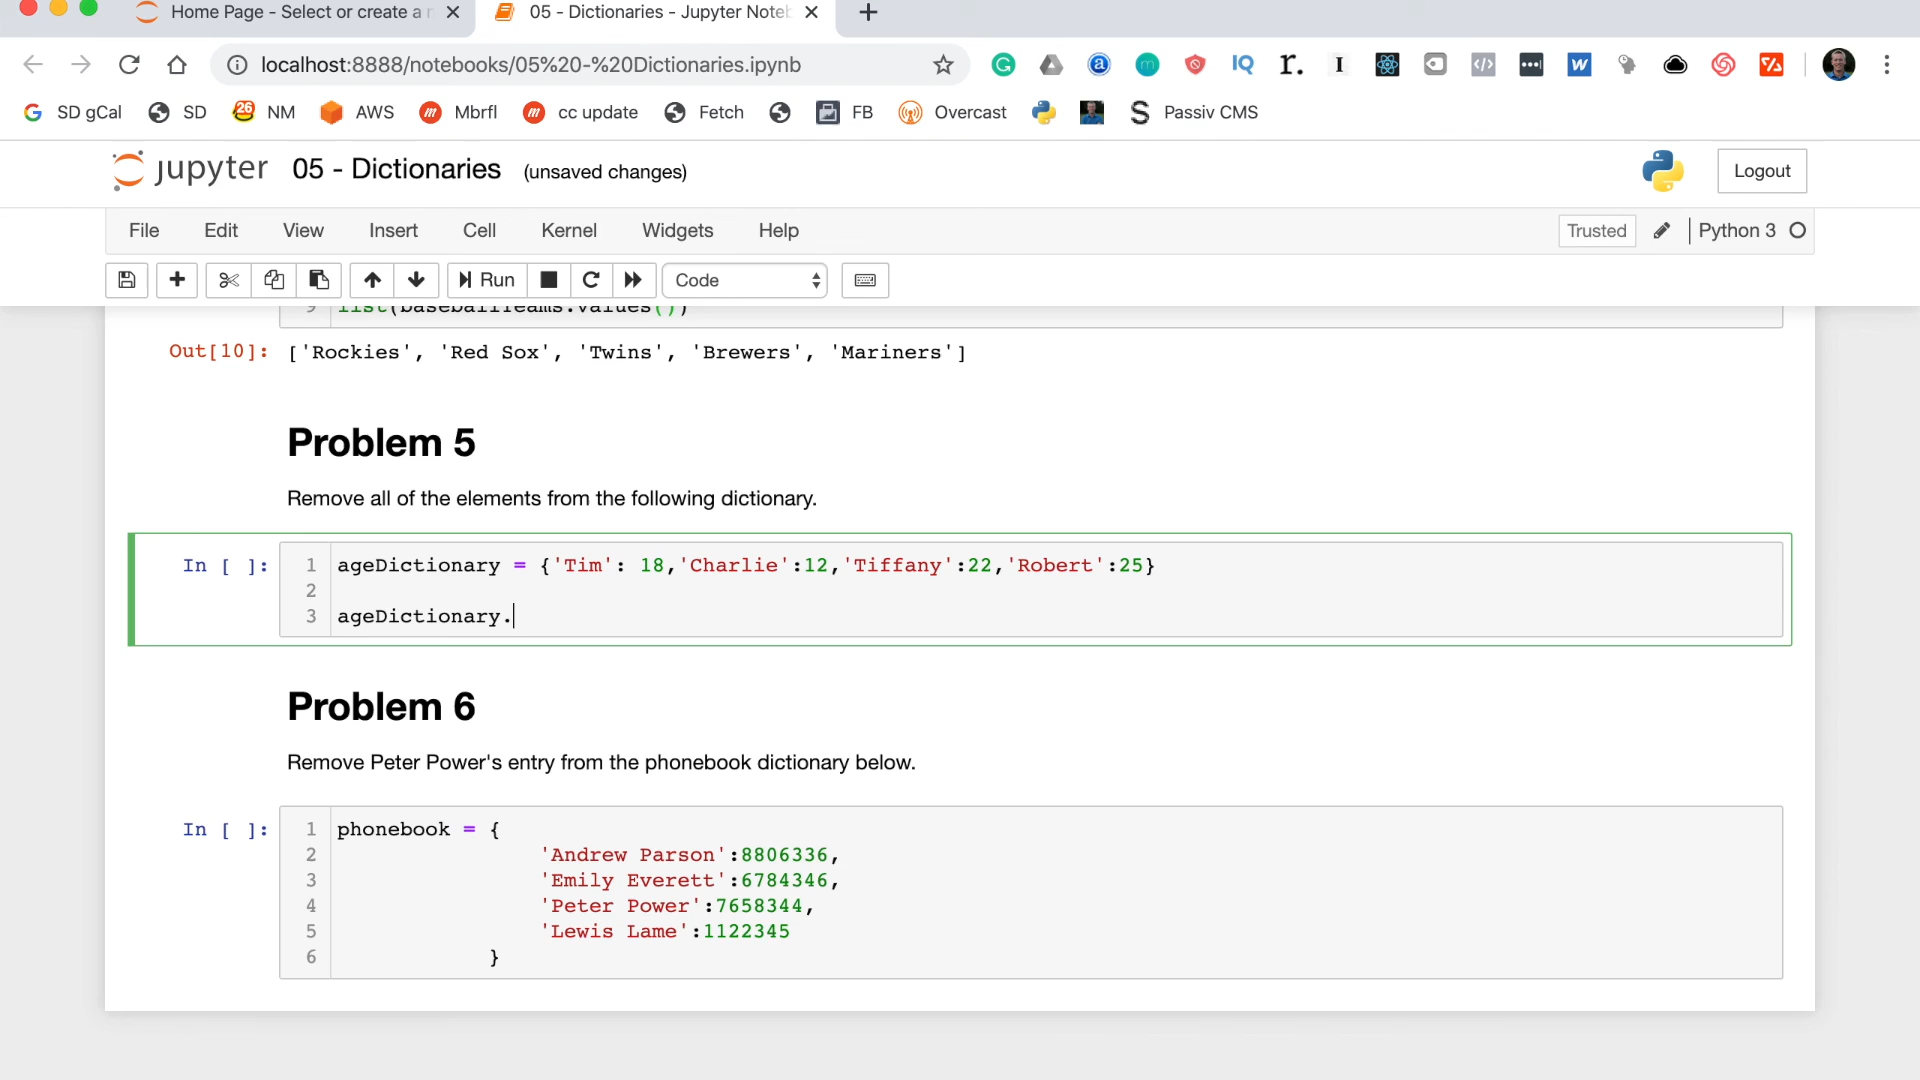 Home Page - Select or create a n
05 - Dictionaries - Jupyter Noteb
localhost:8888/notebooks/05%20-%20Dictionaries.ipynb
SD gCal SD 26 NM AWS Mbrfl cc update Fetch FB Overcast Passiv CMS
jupyter 05 - Dictionaries (unsaved changes) Logout
File Edit View Insert Cell Kernel Widgets Help Trusted Python 3
Run Code
9 list(baseballTeams.values())
Out[10]: ['Rockies', 'Red Sox', 'Twins', 'Brewers', 'Mariners']
Problem 5
Remove all of the elements from the following dictionary.
In [ ]: 1 ageDictionary = {'Tim': 18,'Charlie':12,'Tiffany':22,'Robert':25}
2
3 ageDictionary.
Problem 6
Remove Peter Power's entry from the phonebook dictionary below.
In [ ]: 1 phonebook = {
2 'Andrew Parson':8806336,
3 'Emily Everett':6784346,
4 'Peter Power':7658344,
5 'Lewis Lame':1122345
6 }